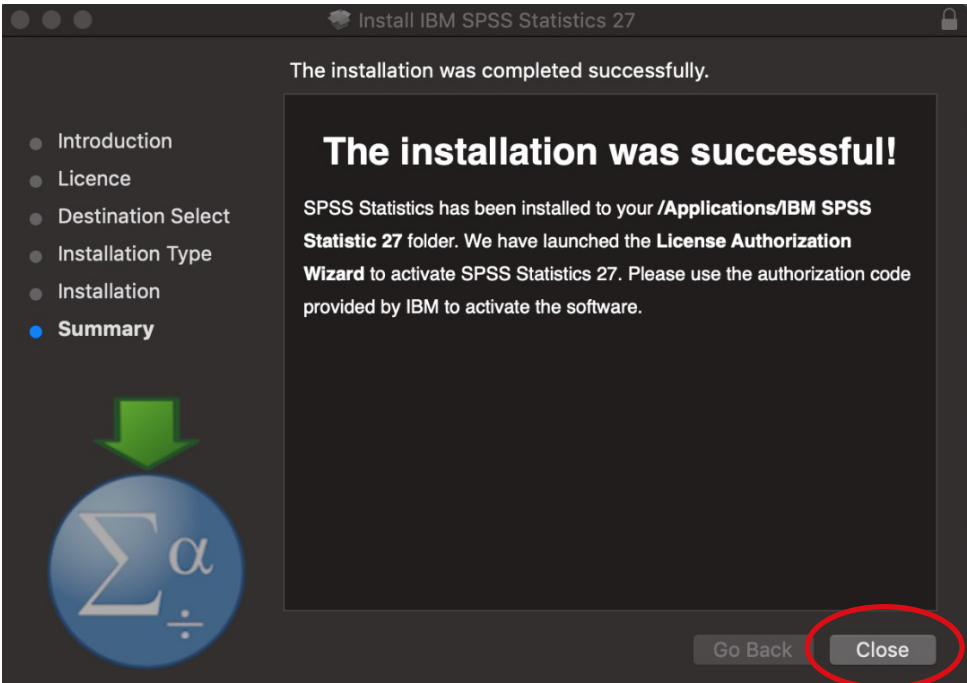 Install IBM SPSS Statistics 27
The installation was completed successfully.
Introduction
Licence
Destination Select
Installation Type
Installation
Summary
The installation was successful!
SPSS Statistics has been installed to your /Applications/IBM SPSS
Statistic 27 folder. We have launched the License Authorization
Wizard to activate SPSS Statistics 27. Please use the authorization code
provided by IBM to activate the software.
Σα
÷
Go Back
Close